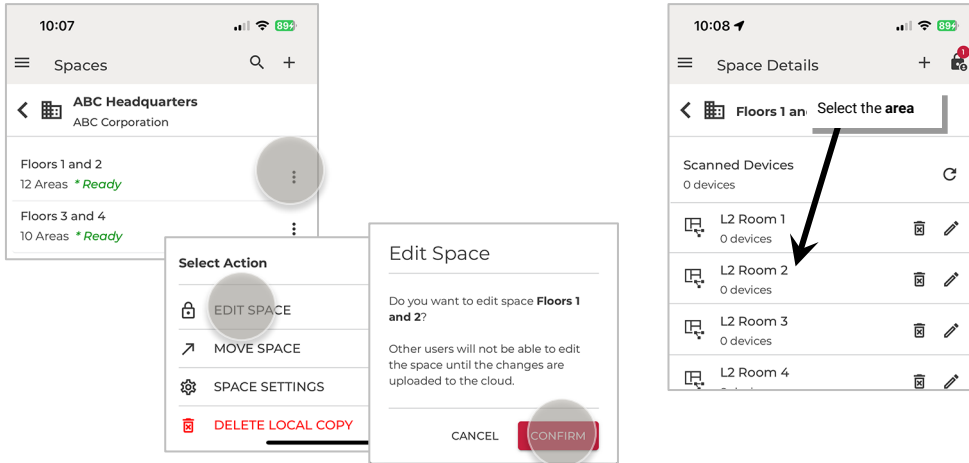 10:07
89
Spaces
ABC Headquarters
ABC Corporation
Floors 1 and 2
12 Areas * Ready
Floors 3 and 4
10 Areas * Ready
Select Action
EDIT SPACE
MOVE SPACE
SPACE SETTINGS
DELETE LOCAL COPY
Edit Space
Do you want to edit space Floors 1
and 2?
Other users will not be able to edit
the space until the changes are
uploaded to the cloud.
CANCEL
CONFIRM
10:08
89
Space Details
1
Floors 1 an
Select the area
Scanned Devices
0 devices
L2 Room 1
0 devices
L2 Room 2
0 devices
L2 Room 3
0 devices
L2 Room 4